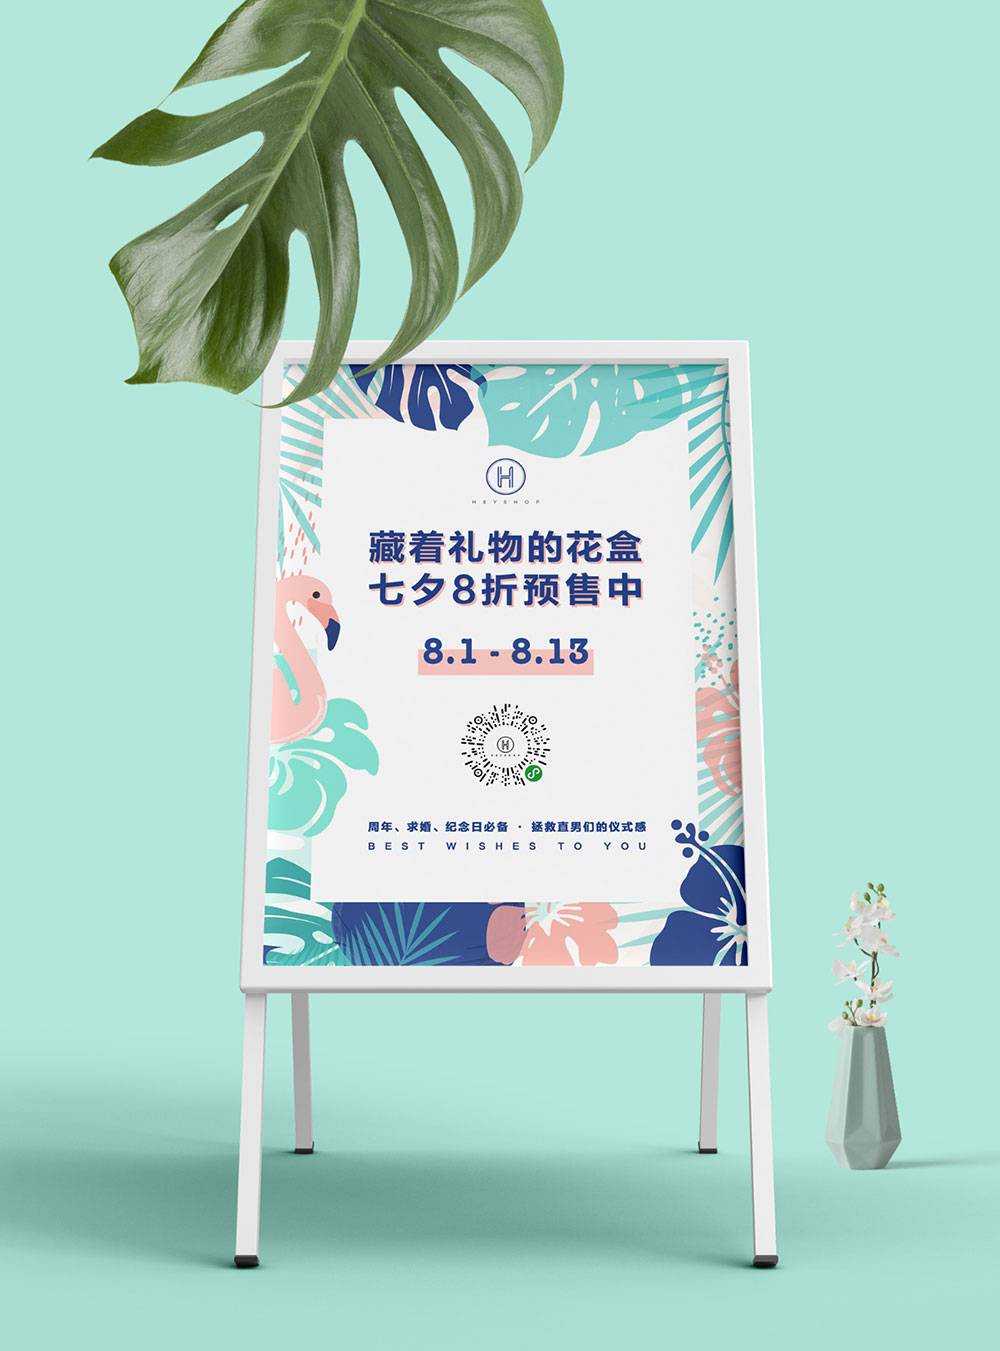 HEYSHOP
藏着礼物的花盒
七夕8折预售中
8.1 - 8.13
周年、求婚、纪念日必备 · 拯救直男们的仪式感
BEST WISHES TO YOU